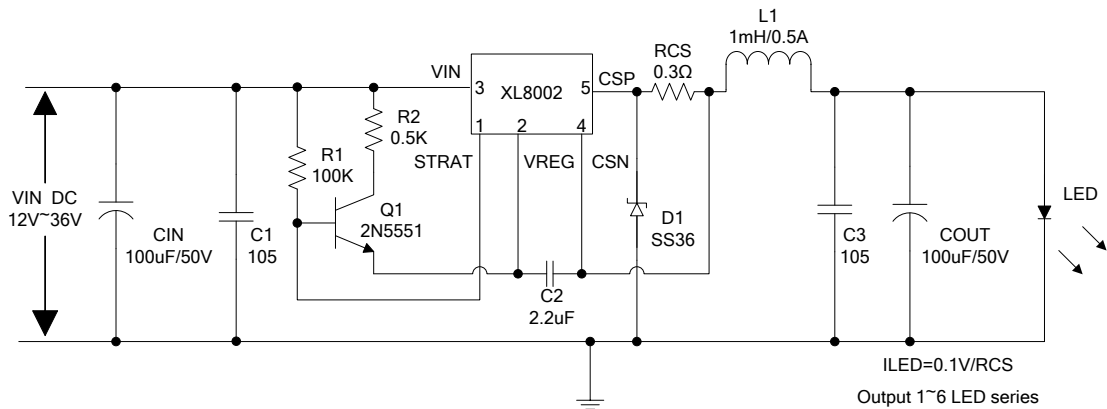 L1
1mH/0.5A
RCS
0.3Ω
VIN
3
XL8002
5
CSP
1
2
4
STRAT
VREG
CSN
R2
0.5K
R1
100K
Q1
2N5551
VIN DC
12V~36V
CIN
100uF/50V
C1
105
C2
2.2uF
D1
SS36
C3
105
COUT
100uF/50V
LED
ILED=0.1V/RCS
Output 1~6 LED series